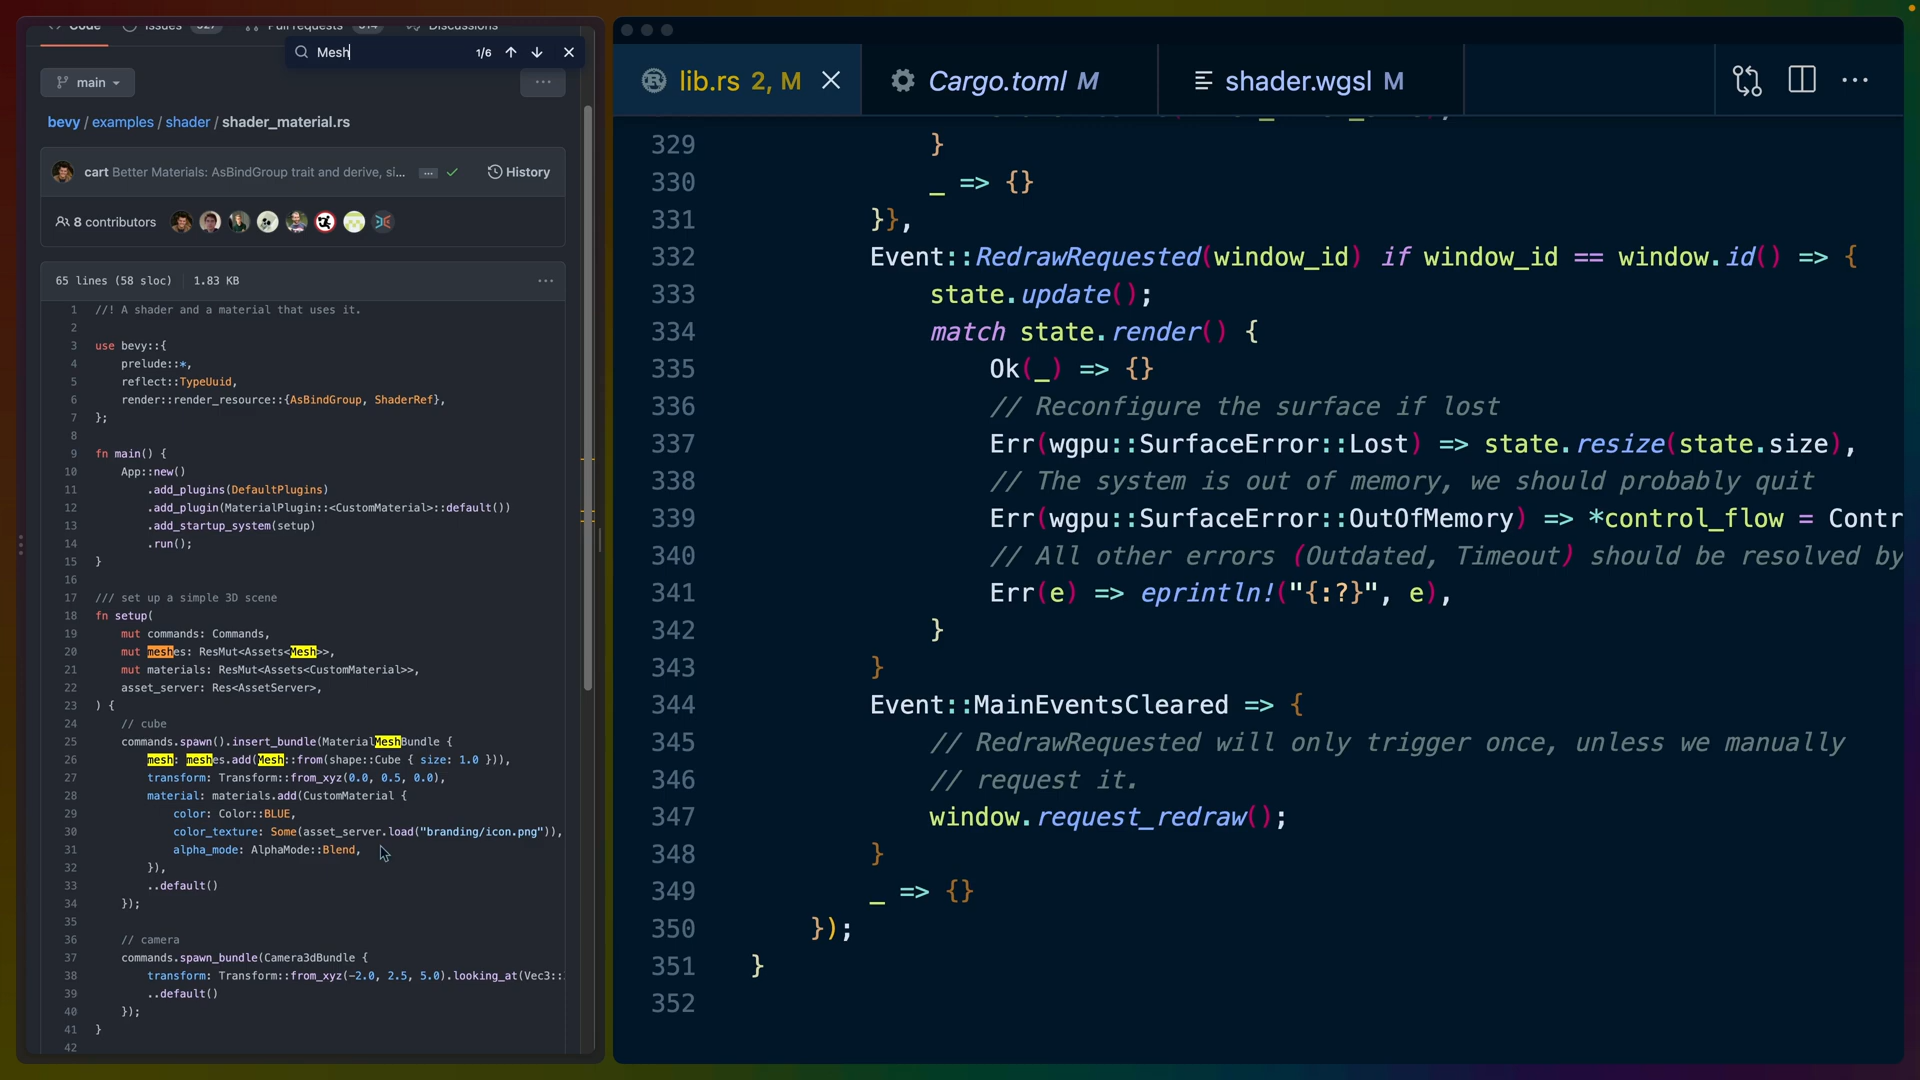 Code Issues 527 Pull requests 314 Discussions
Mesh 1/6
main
bevy / examples / shader / shader_material.rs
cart Better Materials: AsBindGroup trait and derive, si... History
8 contributors
65 lines (58 sloc) 1.83 KB
1 //! A shader and a material that uses it.
2
3 use bevy::{
4 prelude::*,
5 reflect::TypeUuid,
6 render::render_resource::{AsBindGroup, ShaderRef},
7 };
8
9 fn main() {
10 App::new()
11 .add_plugins(DefaultPlugins)
12 .add_plugin(MaterialPlugin::<CustomMaterial>::default())
13 .add_startup_system(setup)
14 .run();
15 }
16
17 /// set up a simple 3D scene
18 fn setup(
19 mut commands: Commands,
20 mut meshes: ResMut<Assets<Mesh>>,
21 mut materials: ResMut<Assets<CustomMaterial>>,
22 asset_server: Res<AssetServer>,
23 ) {
24 // cube
25 commands.spawn().insert_bundle(MaterialMeshBundle {
26 mesh: meshes.add(Mesh::from(shape::Cube { size: 1.0 })),
27 transform: Transform::from_xyz(0.0, 0.5, 0.0),
28 material: materials.add(CustomMaterial {
29 color: Color::BLUE,
30 color_texture: Some(asset_server.load("branding/icon.png")),
31 alpha_mode: AlphaMode::Blend,
32 }),
33 ..default()
34 });
35
36 // camera
37 commands.spawn_bundle(Camera3dBundle {
38 transform: Transform::from_xyz(-2.0, 2.5, 5.0).looking_at(Vec3::
39 ..default()
40 });
41 }
42
lib.rs 2, M Cargo.toml M shader.wgsl M
329 }
330 _ => {}
331 }},
332 Event::RedrawRequested(window_id) if window_id == window.id() => {
333 state.update();
334 match state.render() {
335 Ok(_) => {}
336 // Reconfigure the surface if lost
337 Err(wgpu::SurfaceError::Lost) => state.resize(state.size),
338 // The system is out of memory, we should probably quit
339 Err(wgpu::SurfaceError::OutOfMemory) => *control_flow = Contr
340 // All other errors (Outdated, Timeout) should be resolved by
341 Err(e) => eprintln!("{:?}", e),
342 }
343 }
344 Event::MainEventsCleared => {
345 // RedrawRequested will only trigger once, unless we manually
346 // request it.
347 window.request_redraw();
348 }
349 _ => {}
350 });
351 }
352